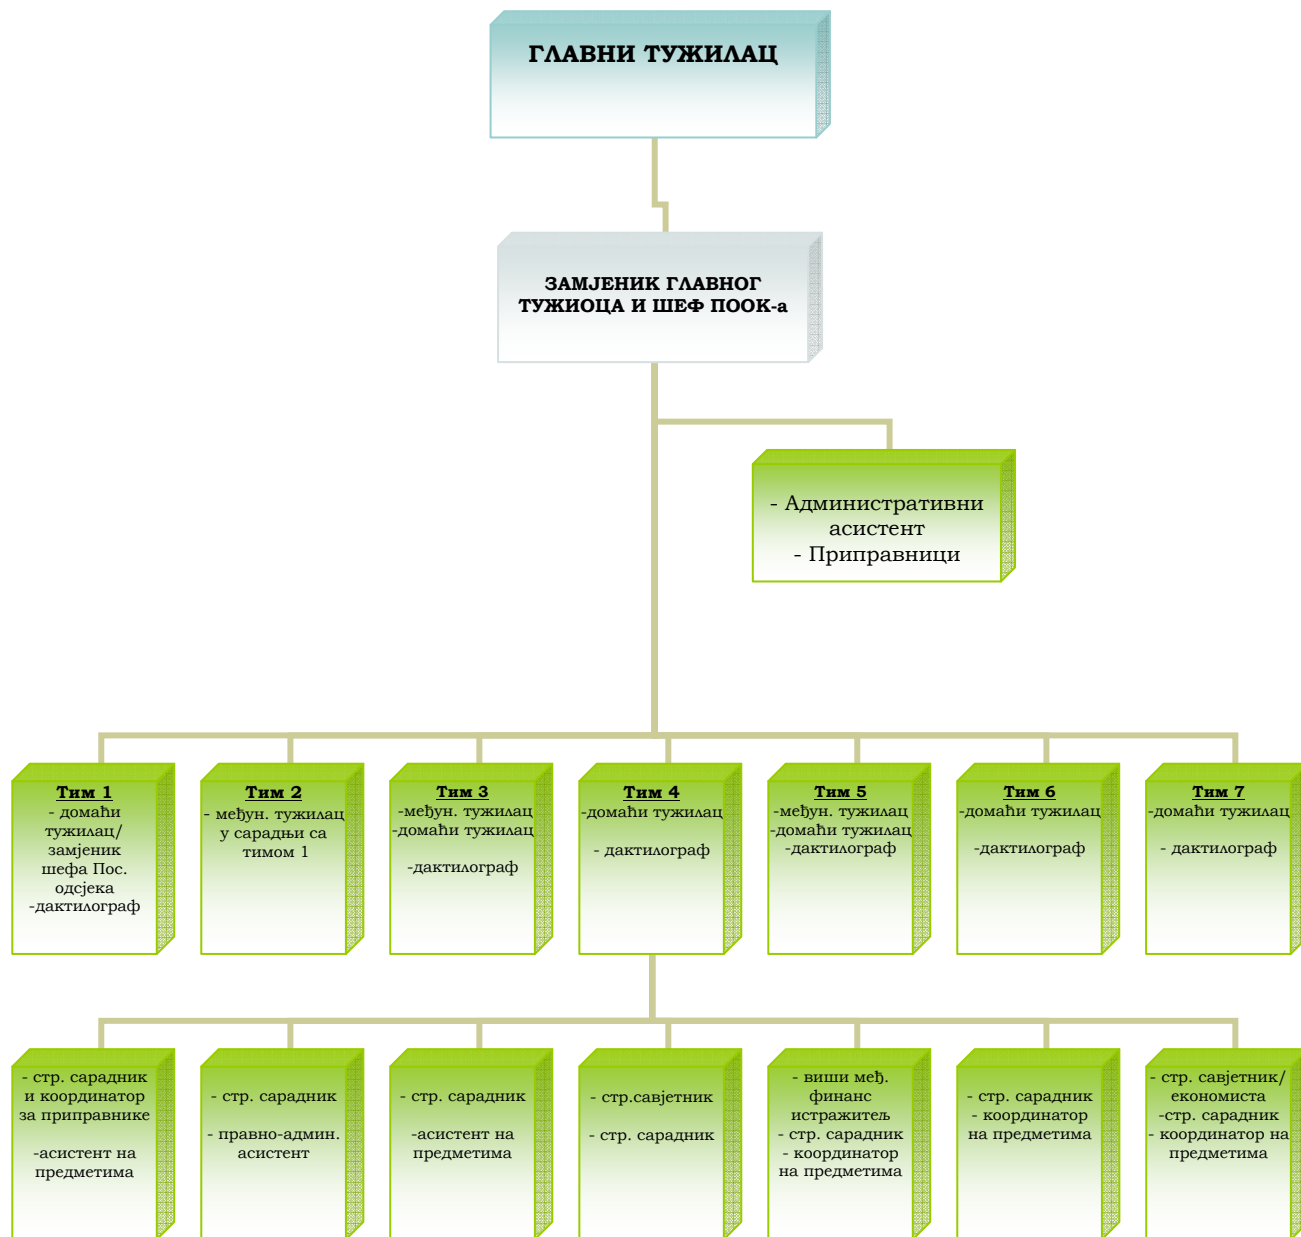 ГЛАВНИ ТУЖИЛАЦ
ЗАМЈЕНИК ГЛАВНОГ
ТУЖИОЦА И ШЕФ ПООК-а
- Административни
асистент
- Приправници
Тим 1
- домаћи
тужилац/
замјеник
шефа Пос.
одсјека
-дактилограф
Тим 2
- међун. тужилац
у сарадњи са
тимом 1
Тим 3
-међун. тужилац
-домаћи тужилац
-дактилограф
Тим 4
-домаћи тужилац
- дактилограф
Тим 5
-међун. тужилац
-домаћи тужилац
-дактилограф
Тим 6
-домаћи тужилац
-дактилограф
Тим 7
-домаћи тужилац
- дактилограф
- стр. сарадник
и координатор
за приправнике
-асистент на
предметима
- стр. сарадник
- правно-админ.
асистент
- стр. сарадник
-асистент на
предметима
- стр.савјетник
- стр. сарадник
- виши међ.
финанс
истражитељ
- стр. сарадник
- координатор
на предметима
- стр. сарадник
- координатор
на предметима
- стр. савјетник/
економиста
-стр. сарадник
- координатор на
предметима